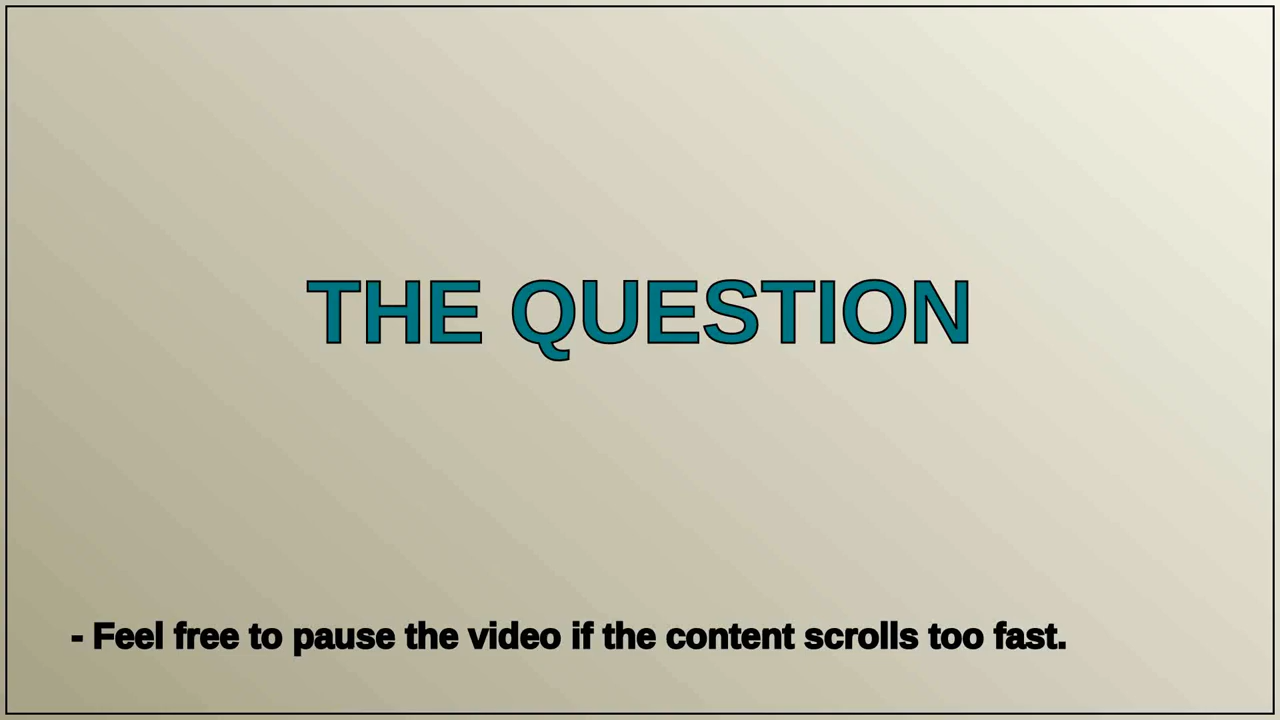 THE QUESTION
- Feel free to pause the video if the content scrolls too fast.